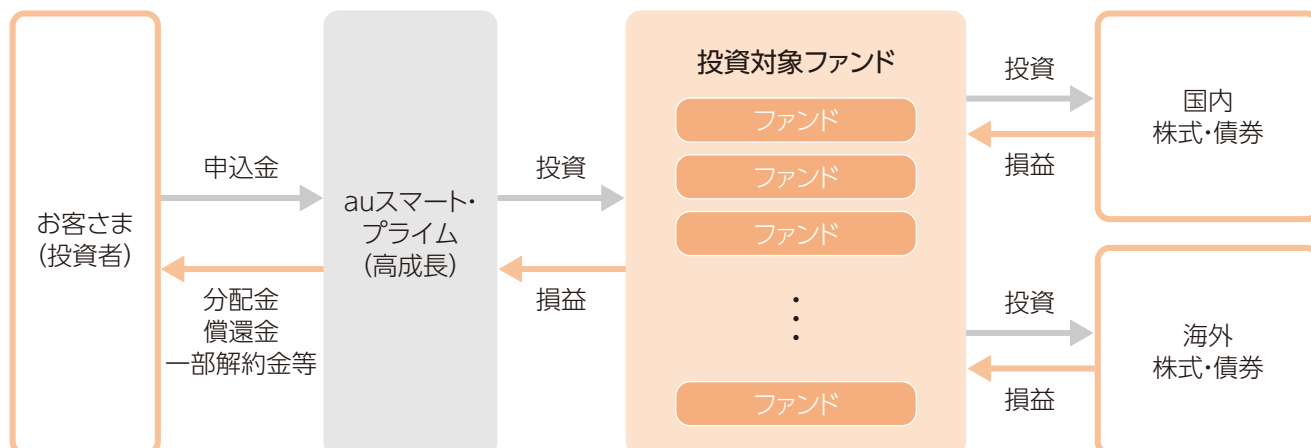 お客さま
(投資者)
申込金
分配金
償還金
一部解約金等
auスマート・
プライム
(高成長)
投資
損益
投資対象ファンド
ファンド
ファンド
ファンド
ファンド
投資
損益
国内
株式・債券
投資
損益
海外
株式・債券